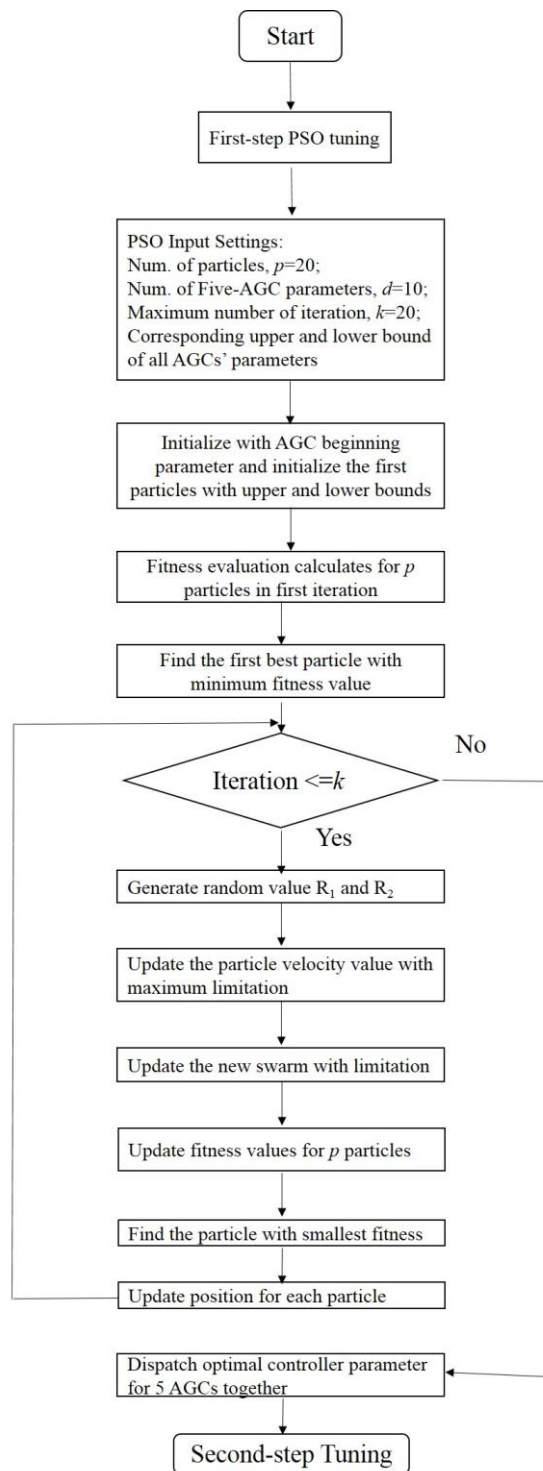 Start
First-step PSO tuning
PSO Input Settings:
Num. of particles, p=20;
Num. of Five-AGC parameters, d=10;
Maximum number of iteration, k=20;
Corresponding upper and lower bound
of all AGCs’ parameters
Initialize with AGC beginning
parameter and initialize the first
particles with upper and lower bounds
Fitness evaluation calculates for p
particles in first iteration
Find the first best particle with
minimum fitness value
No
Iteration <=k
Yes
Generate random value R₁ and R₂
Update the particle velocity value with
maximum limitation
Update the new swarm with limitation
Update fitness values for p particles
Find the particle with smallest fitness
Update position for each particle
Dispatch optimal controller parameter
for 5 AGCs together
Second-step Tuning